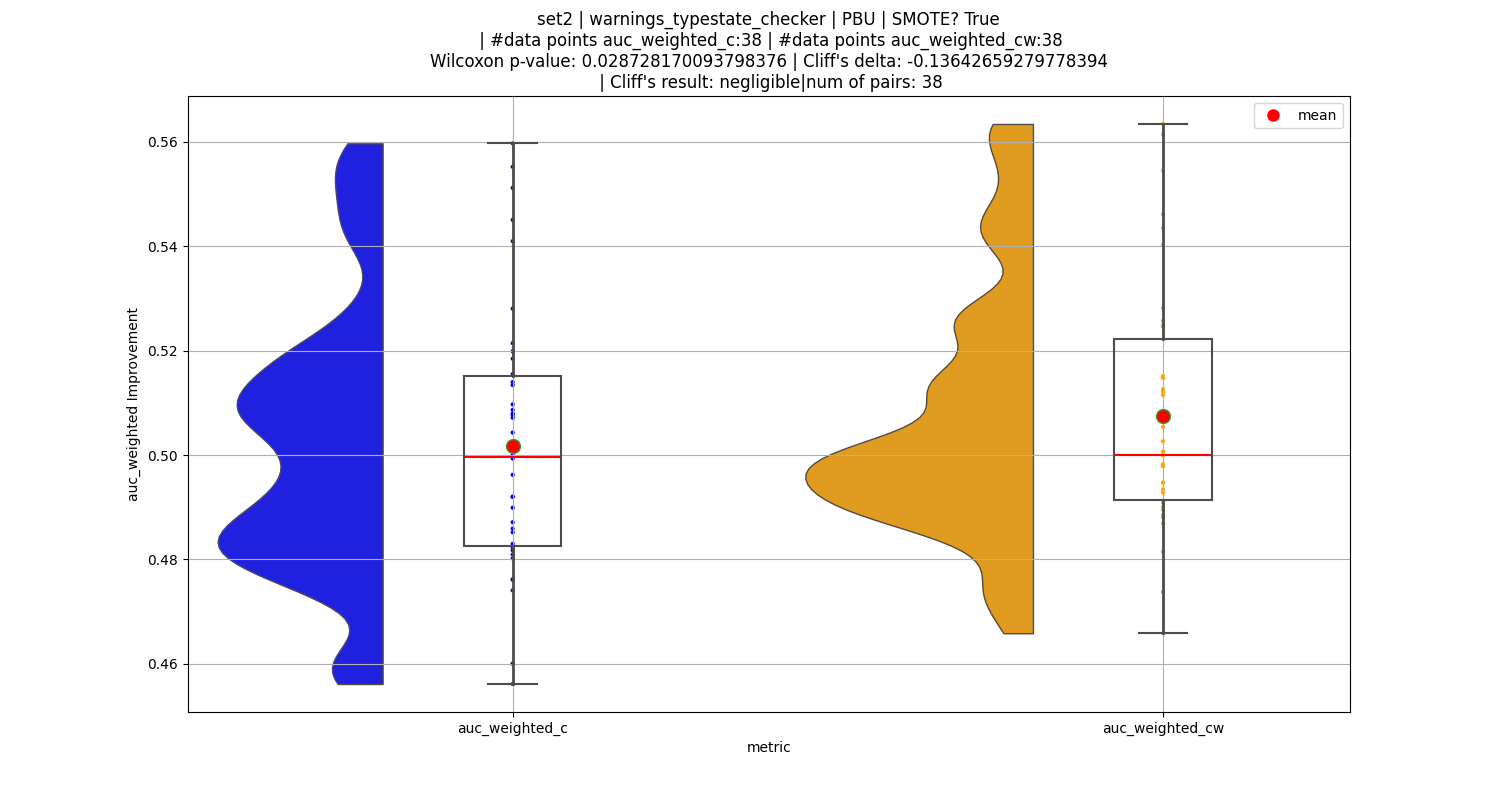 set2 | warnings_typestate_checker | PBU | SMOTE? True
| #data points auc_weighted_c:38 | #data points auc_weighted_cw:38
Wilcoxon p-value: 0.028728170093798376 | Cliff's delta: -0.13642659279778394
| Cliff's result: negligible|num of pairs: 38
mean
0.56
0.54
0.52
0.50
0.48
0.46
auc_weighted Improvement
auc_weighted_c
auc_weighted_cw
metric